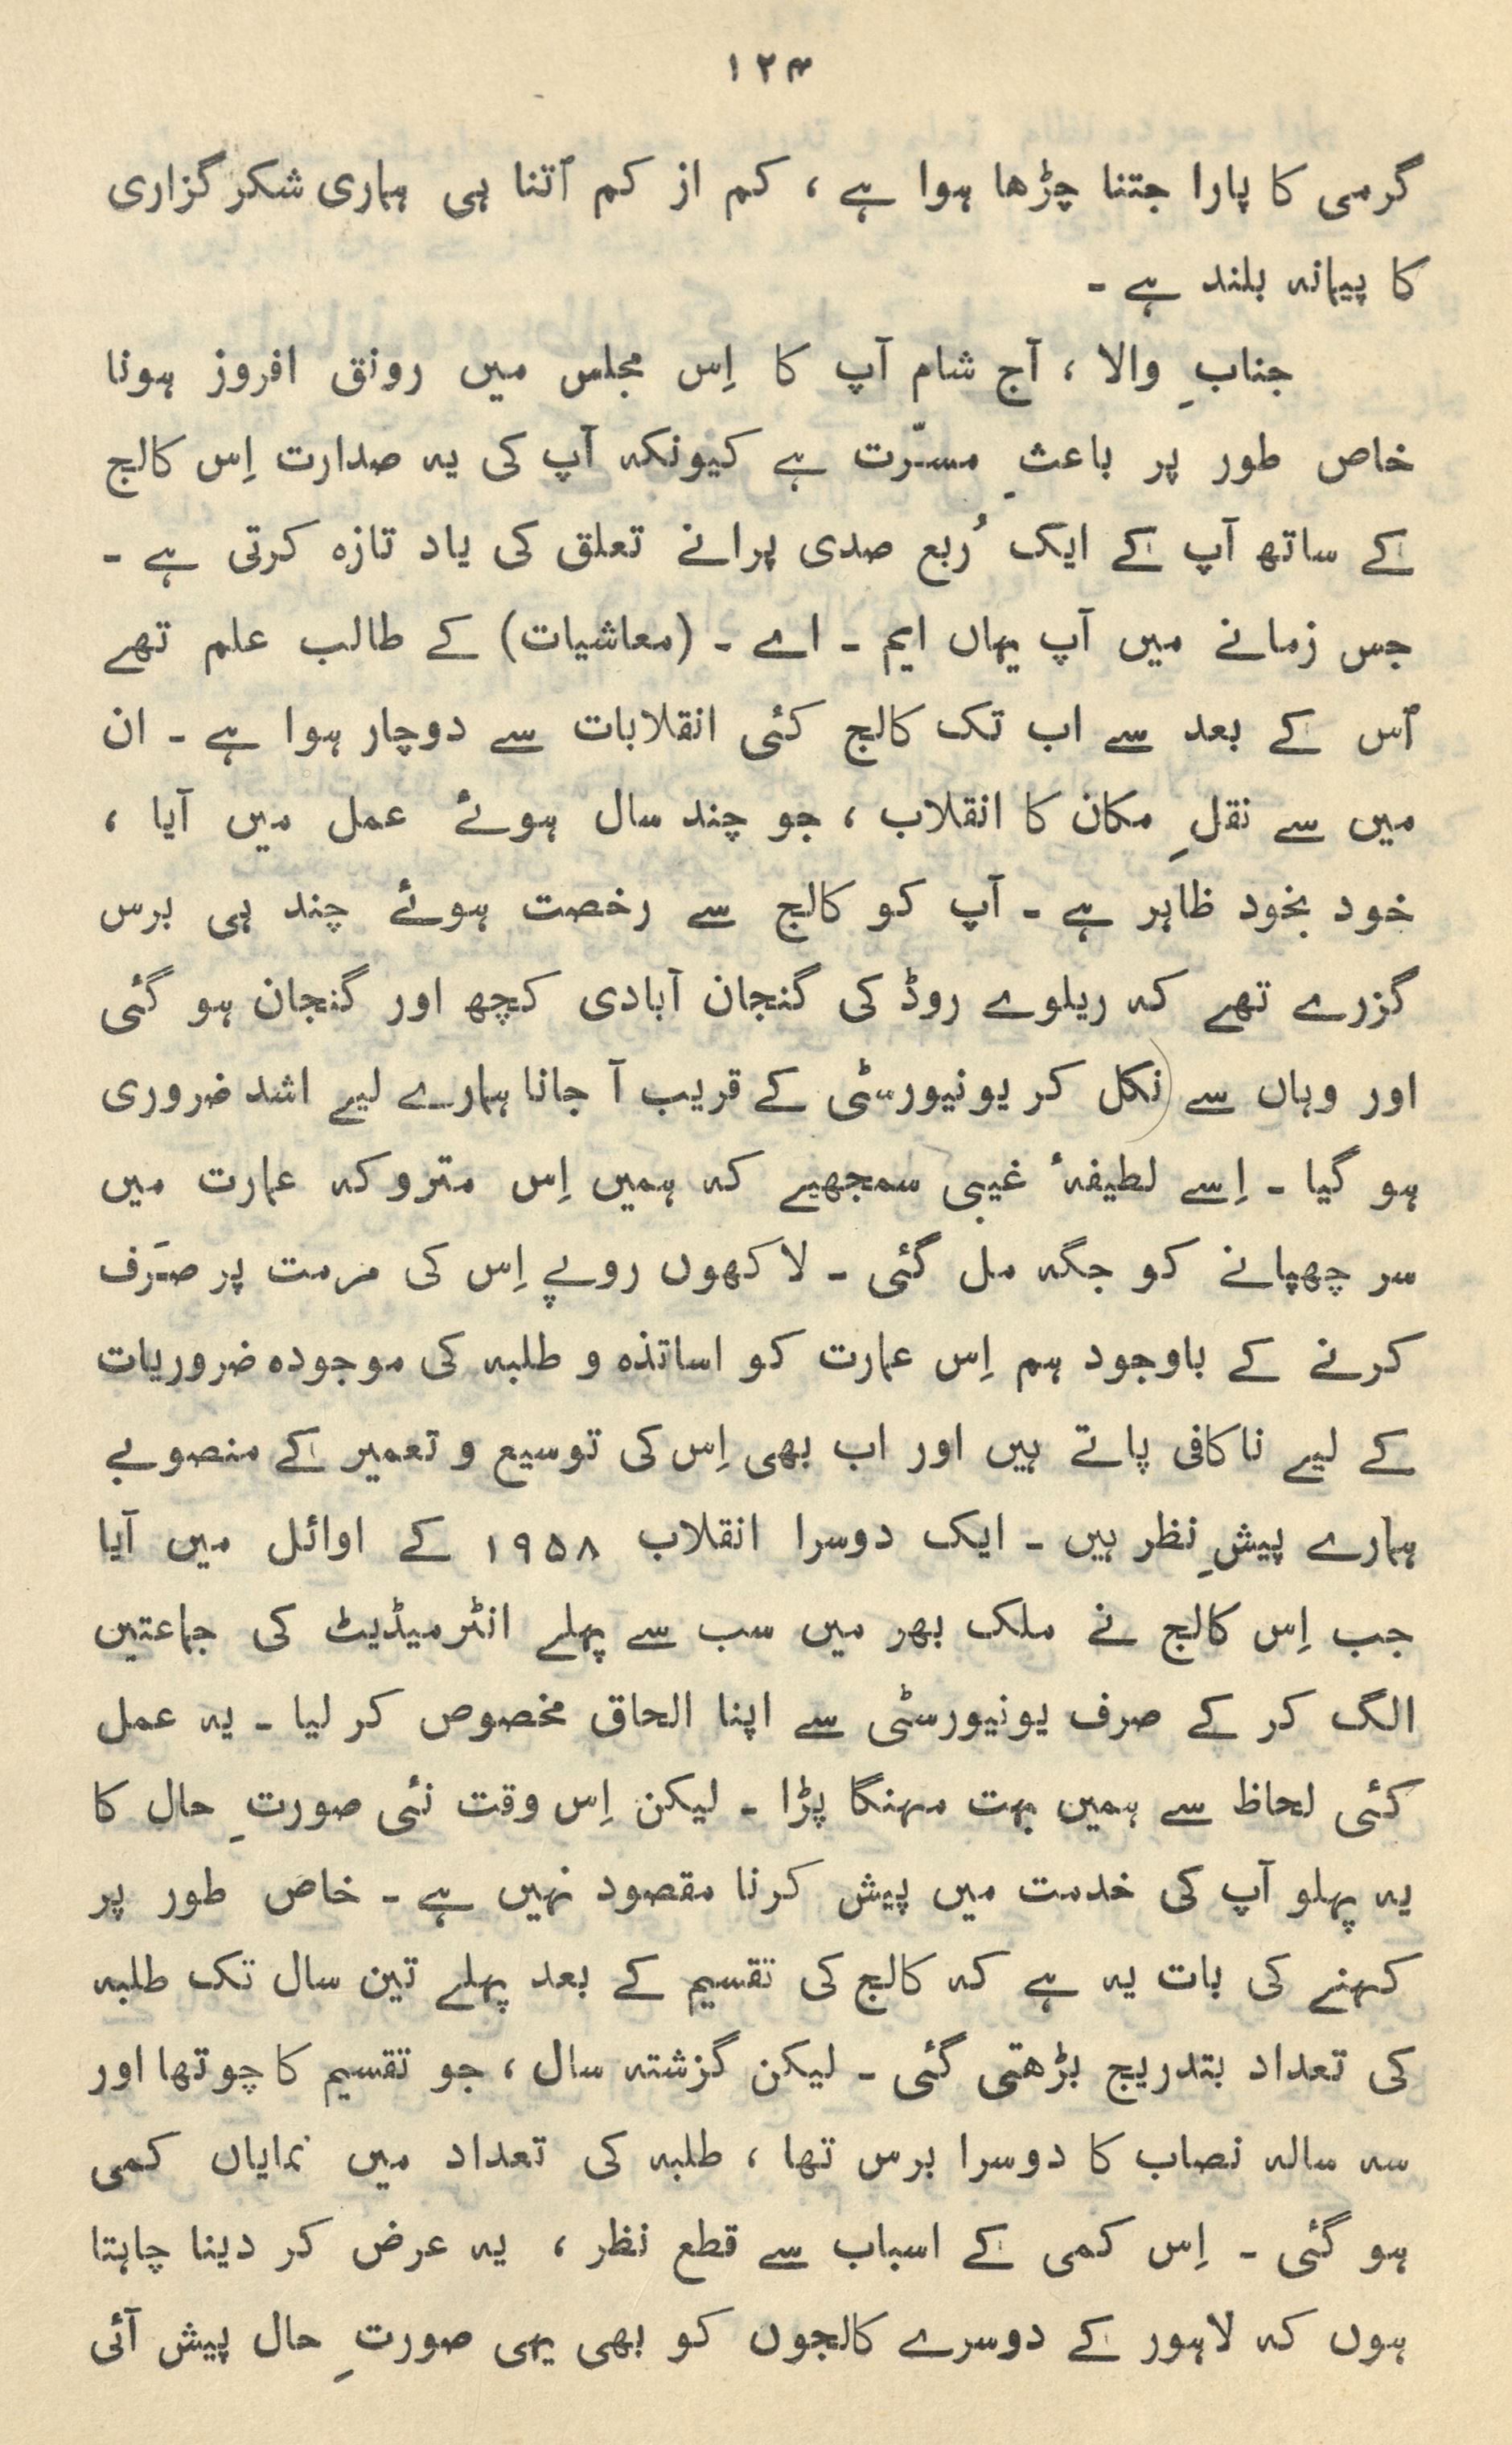 ۱۲۴
گرمی کا پارا جتنا چڑھا ہوا ہے ، کم از کم اُتنا ہی ہماری شکر گزاری
کا پیمانہ بلند ہے ۔
جنابِ والا ، آج شام آپ کا اِس مجلس میں رونق افروز ہونا
خاص طور پر باعثِ مسرّت ہے کیونکہ آپ کی یہ صدارت اِس کالج
کے ساتھ آپ کے ایک رُبع صدی پرانے تعلق کی یاد تازہ کرتی ہے ۔
جس زمانے میں آپ یہاں ایم ۔ اے ۔ (معاشیات) کے طالب علم تھے
اُس کے بعد سے اب تک کالج کئی انقلابات سے دوچار ہوا ہے ۔ ان
میں سے نقلِ مکان کا انقلاب ، جو چند سال ہوئے عمل میں آیا ،
خود بخود ظاہر ہے ۔ آپ کو کالج سے رخصت ہوئے چند ہی برس
گزرے تھے کہ ریلوے روڈ کی گنجان آبادی کچھ اور گنجان ہو گئی
اور وہاں سے نکل کر یونیورسٹی کے قریب آ جانا ہمارے لیے اشد ضروری
ہو گیا ۔ اِسے لطیفۂ غیبی سمجھیے کہ ہمیں اِس متروکہ عمارت میں
سر چھپانے کو جگہ مل گئی ۔ لاکھوں روپے اِس کی مرمت پر صَرف
کرنے کے باوجود ہم اِس عمارت کو اساتذہ و طلبہ کی موجودہ ضروریات
کے لیے ناکافی پاتے ہیں اور اب بھی اِس کی توسیع و تعمیر کے منصوبے
ہمارے پیشِ نظر ہیں ۔ ایک دوسرا انقلاب ۱۹۵۸ کے اوائل میں آیا
جب اِس کالج نے ملک بھر میں سب سے پہلے انٹرمیڈیٹ کی جماعتیں
الگ کر کے صرف یونیورسٹی سے اپنا الحاق مخصوص کر لیا ۔ یہ عمل
کئی لحاظ سے ہمیں بہت مہنگا پڑا ۔ لیکن اِس وقت نئی صورتِ حال کا
یہ پہلو آپ کی خدمت میں پیش کرنا مقصود نہیں ہے ۔ خاص طور پر
کہنے کی بات یہ ہے کہ کالج کی تقسیم کے بعد پہلے تین سال تک طلبہ
کی تعداد بتدریج بڑھتی گئی ۔ لیکن گزشتہ سال ، جو تقسیم کا چوتھا اور
سہ سالہ نصاب کا دوسرا برس تھا ، طلبہ کی تعداد میں نمایاں کمی
ہو گئی ۔ اِس کمی کے اسباب سے قطع نظر ، یہ عرض کر دینا چاہتا
ہوں کہ لاہور کے دوسرے کالجوں کو بھی یہی صورتِ حال پیش آئی